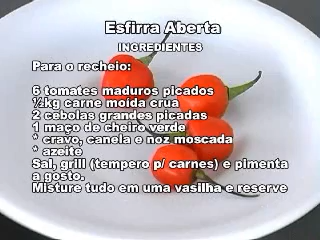 Esfirra Aberta
INGREDIENTES
Para o recheio:
6 tomates maduros picados
½kg carne moída crua
2 cebolas grandes picadas
1 maço de cheiro verde
* cravo, canela e noz moscada
* azeite
Sal, grill (tempero p/ carnes) e pimenta
a gosto.
Misture tudo em uma vasilha e reserve